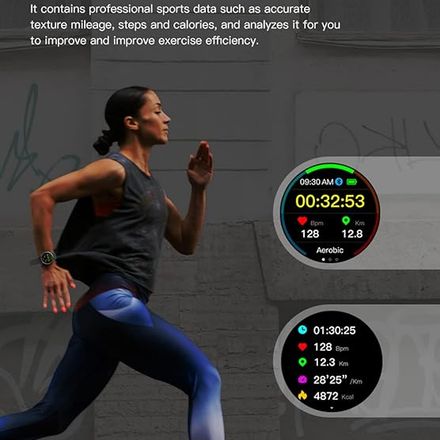 It contains professional sports data such as accurate
texture mileage, steps and calories, and analyzes it for you
to improve and improve exercise efficiency.
09:30 AM
00:32:53
Bpm Km
128 12.8
Aerobic
01:30:25
128 Bpm
12.3 Km
28'25" /Km
4872 Kcal